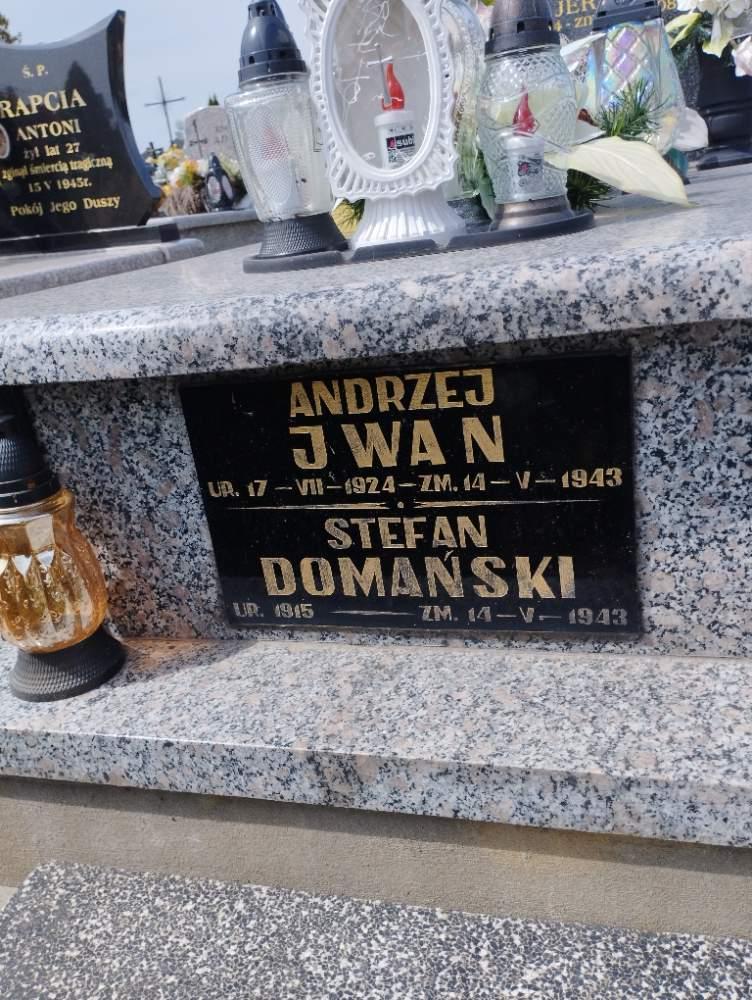 Ś. P.
RAPCIA
ANTONI
żył lat 27
zginął śmiercią tragiczną
15 V 1945r.
Pokój Jego Duszy
ANDRZEJ
JWAN
UR. 17 – VII – 1924 – ZM. 14 – V – 1943
STEFAN
DOMAŃSKI
UR. 1915 — ZM. 14 – V – 1943